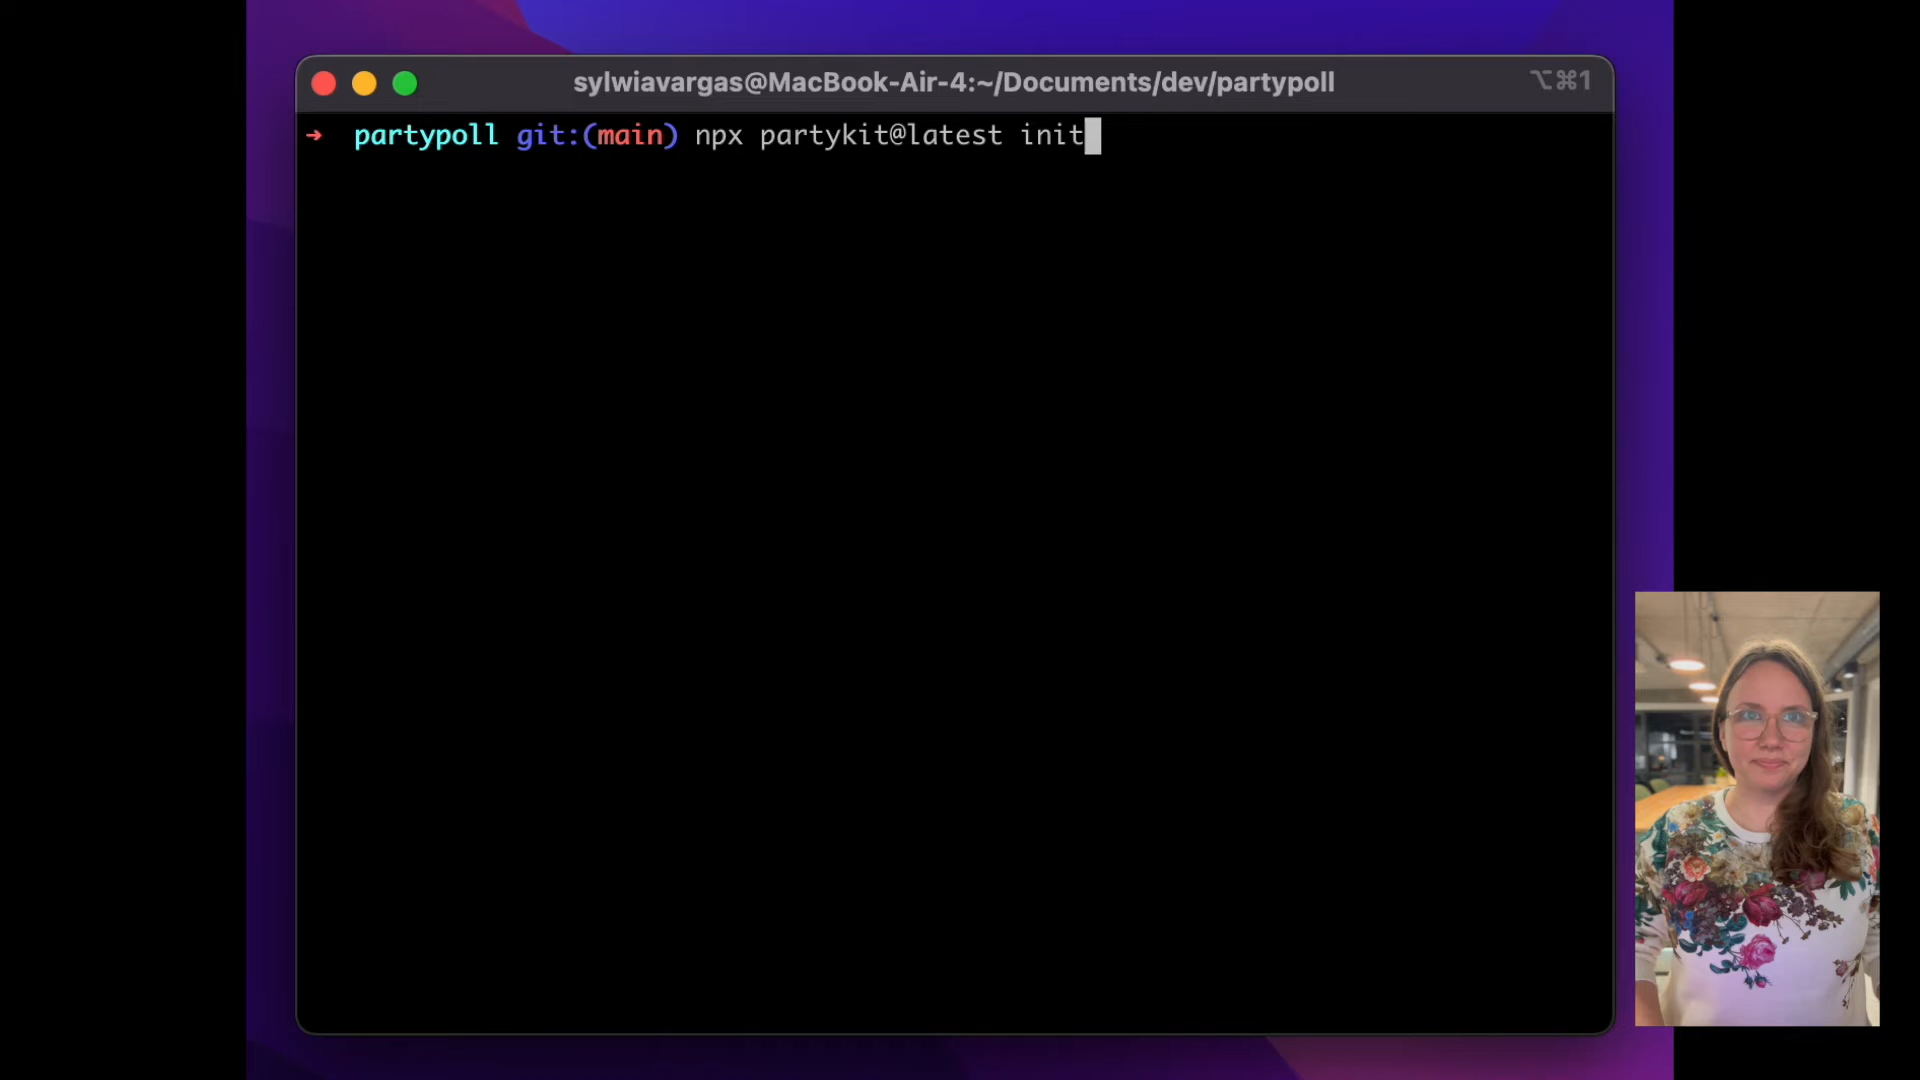 sylwiavargas@MacBook-Air-4:~/Documents/dev/partypoll ⌥⌘1
➜ partypoll git:(main) npx partykit@latest init